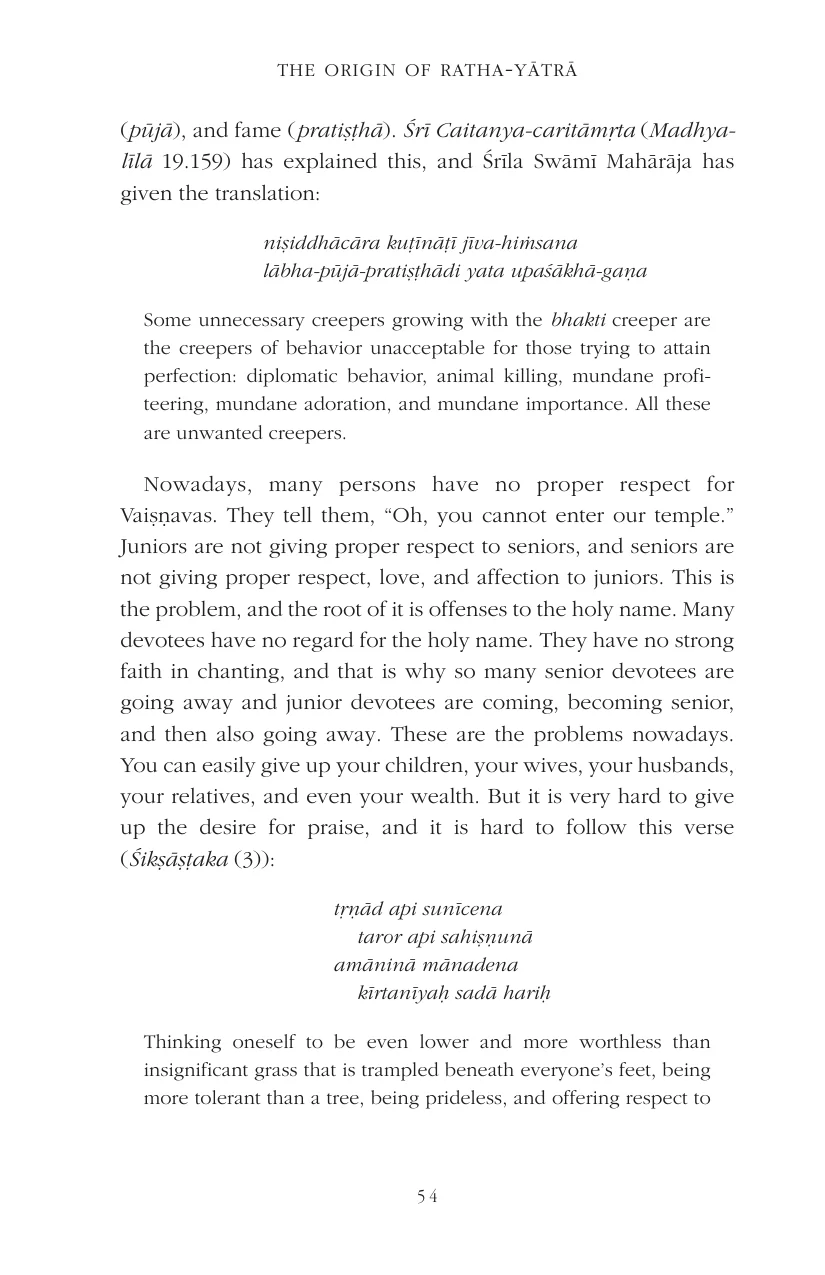 THE ORIGIN OF RATHA-YĀTRĀ
(pūjā), and fame (pratiṣṭhā). Śrī Caitanya-caritāmṛta (Madhya-
līlā 19.159) has explained this, and Śrīla Swāmī Mahārāja has
given the translation:
niṣiddhācāra kuṭīnāṭī jīva-hiṁsana
lābha-pūjā-pratiṣṭhādi yata upaśākhā-gaṇa
Some unnecessary creepers growing with the bhakti creeper are
the creepers of behavior unacceptable for those trying to attain
perfection: diplomatic behavior, animal killing, mundane profi-
teering, mundane adoration, and mundane importance. All these
are unwanted creepers.
Nowadays, many persons have no proper respect for
Vaiṣṇavas. They tell them, “Oh, you cannot enter our temple.”
Juniors are not giving proper respect to seniors, and seniors are
not giving proper respect, love, and affection to juniors. This is
the problem, and the root of it is offenses to the holy name. Many
devotees have no regard for the holy name. They have no strong
faith in chanting, and that is why so many senior devotees are
going away and junior devotees are coming, becoming senior,
and then also going away. These are the problems nowadays.
You can easily give up your children, your wives, your husbands,
your relatives, and even your wealth. But it is very hard to give
up the desire for praise, and it is hard to follow this verse
(Śikṣāṣṭaka (3)):
tṛṇād api sunīcena
taror api sahiṣṇunā
amāninā mānadena
kīrtanīyaḥ sadā hariḥ
Thinking oneself to be even lower and more worthless than
insignificant grass that is trampled beneath everyone’s feet, being
more tolerant than a tree, being prideless, and offering respect to
54